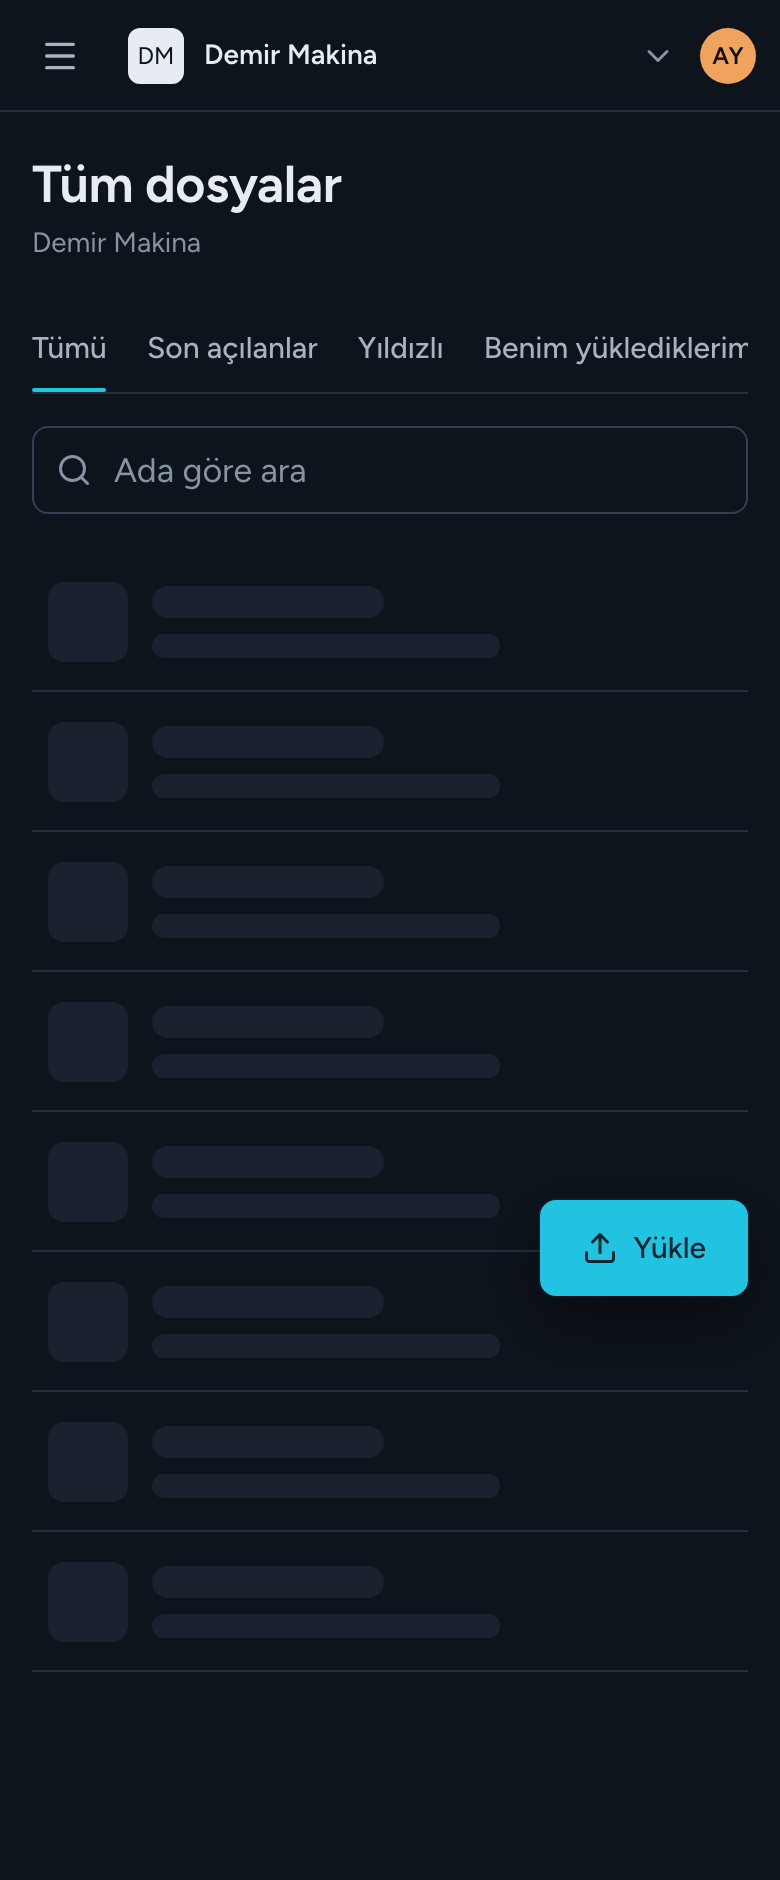 DM Demir Makina AY
Tüm dosyalar
Demir Makina
Tümü Son açılanlar Yıldızlı Benim yüklediklerim
Ada göre ara
Yükle